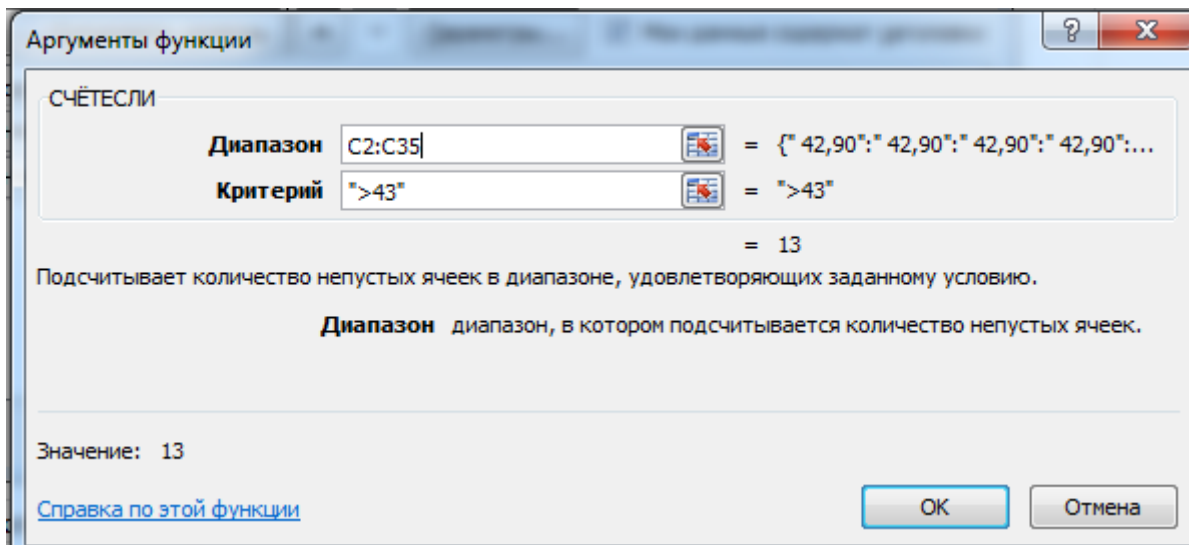 Аргументы функции
СЧЁТЕСЛИ
Диапазон C2:C35 = {" 42,90":" 42,90":" 42,90":" 42,90":...
Критерий ">43" = ">43"
= 13
Подсчитывает количество непустых ячеек в диапазоне, удовлетворяющих заданному условию.
Диапазон диапазон, в котором подсчитывается количество непустых ячеек.
Значение: 13
Справка по этой функции
ОК
Отмена